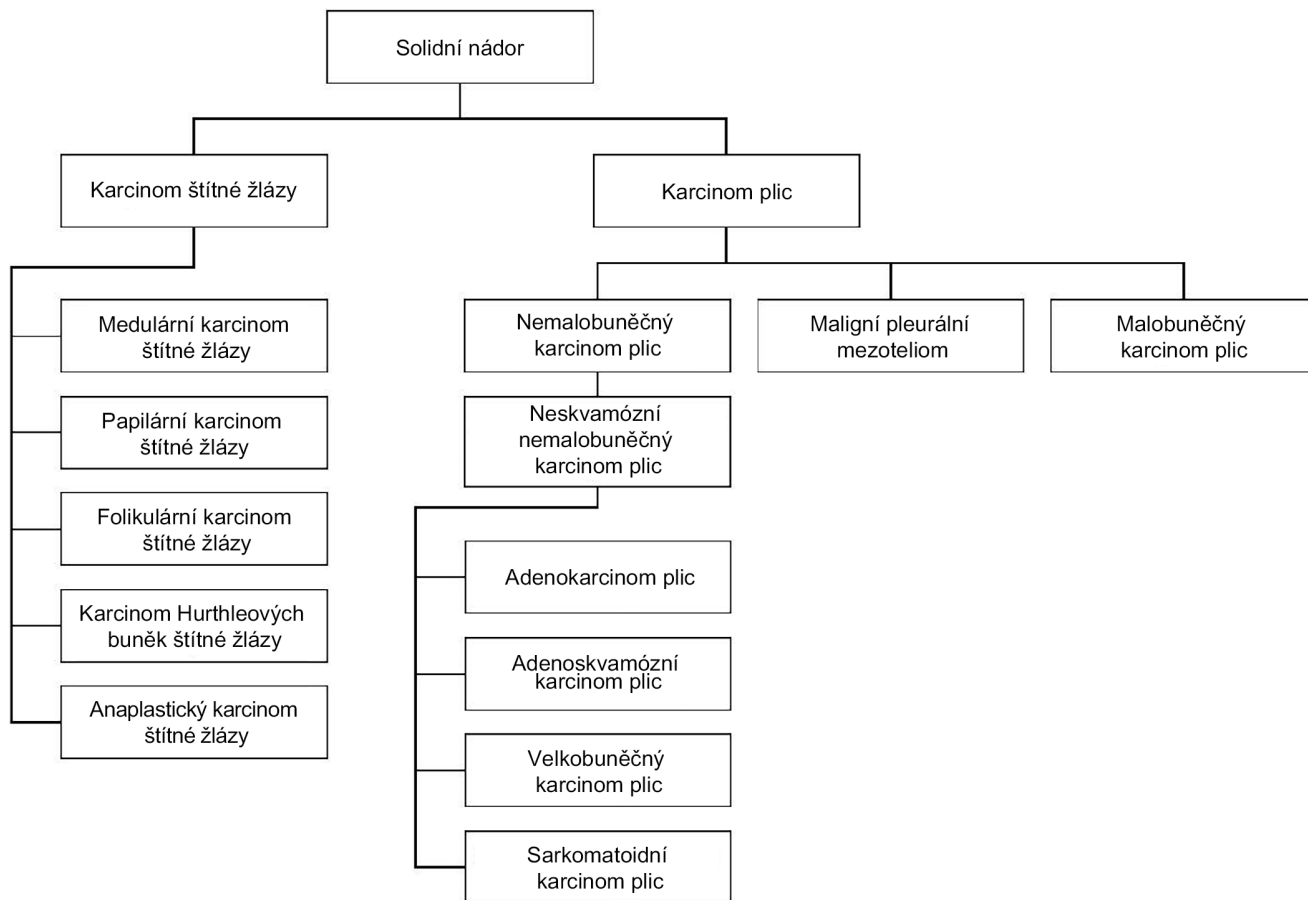 Solidní nádor
Karcinom štítné žlázy
Karcinom plic
Medulární karcinom
štítné žlázy
Papilární karcinom
štítné žlázy
Folikulární karcinom
štítné žlázy
Karcinom Hurthleových
buněk štítné žlázy
Anaplastický karcinom
štítné žlázy
Nemalobuněčný
karcinom plic
Maligní pleurální
mezoteliom
Malobuněčný
karcinom plic
Neskvamózní
nemalobuněčný
karcinom plic
Adenokarcinom plic
Adenoskvamózní
karcinom plic
Velkobuněčný
karcinom plic
Sarkomatoidní
karcinom plic